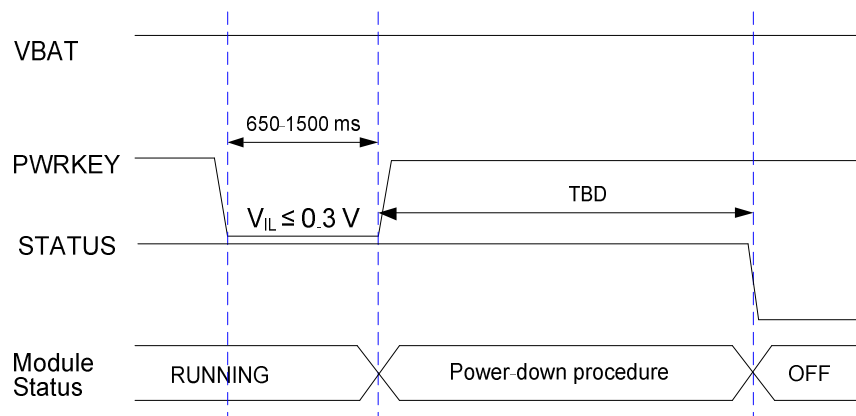 VBAT
650-1500 ms
PWRKEY
TBD
VIL ≤ 0.3 V
STATUS
Module
Status
RUNNING
Power-down procedure
OFF